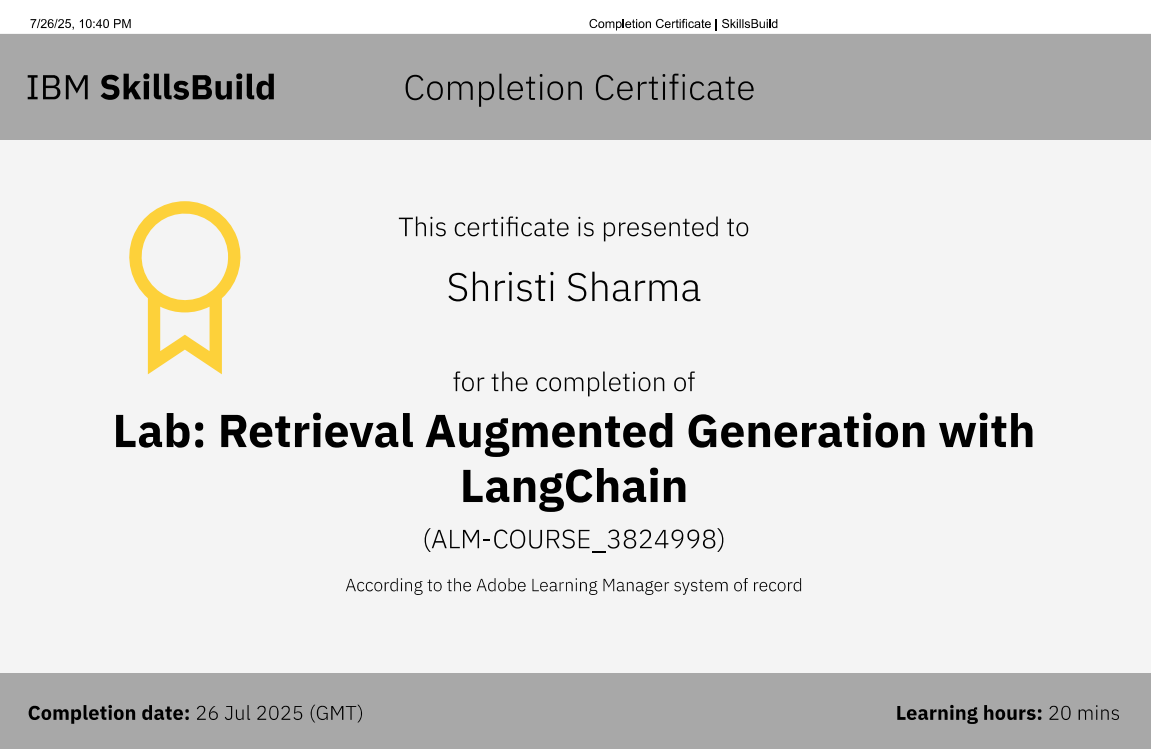 7/26/25, 10:40 PM
Completion Certificate | SkillsBuild
IBM SkillsBuild
Completion Certificate
This certificate is presented to
Shristi Sharma
for the completion of
Lab: Retrieval Augmented Generation with
LangChain
(ALM-COURSE_3824998)
According to the Adobe Learning Manager system of record
Completion date: 26 Jul 2025 (GMT)
Learning hours: 20 mins